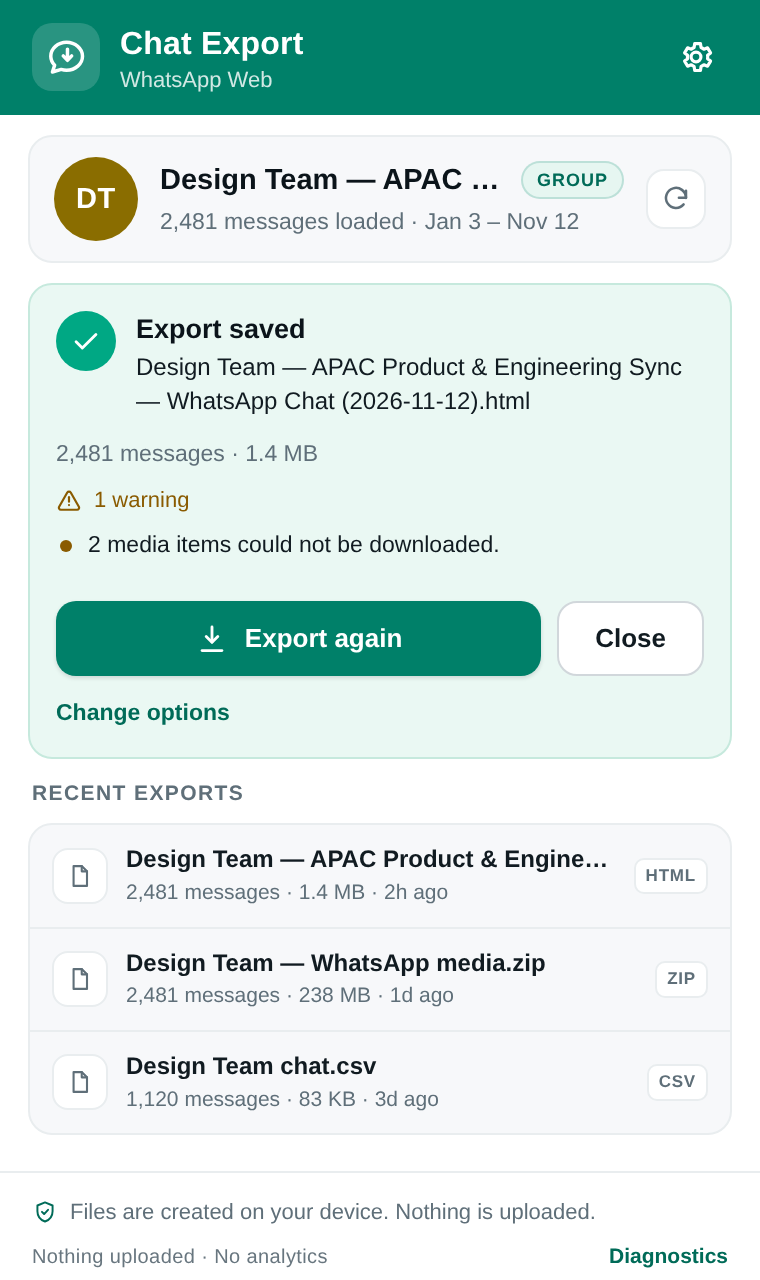 Chat Export
WhatsApp Web
DT
Design Team — APAC ...
GROUP
2,481 messages loaded · Jan 3 – Nov 12
Export saved
Design Team — APAC Product & Engineering Sync
— WhatsApp Chat (2026-11-12).html
2,481 messages · 1.4 MB
1 warning
2 media items could not be downloaded.
Export again
Close
Change options
RECENT EXPORTS
Design Team — APAC Product & Engine...
2,481 messages · 1.4 MB · 2h ago
HTML
Design Team — WhatsApp media.zip
2,481 messages · 238 MB · 1d ago
ZIP
Design Team chat.csv
1,120 messages · 83 KB · 3d ago
CSV
Files are created on your device. Nothing is uploaded.
Nothing uploaded · No analytics
Diagnostics